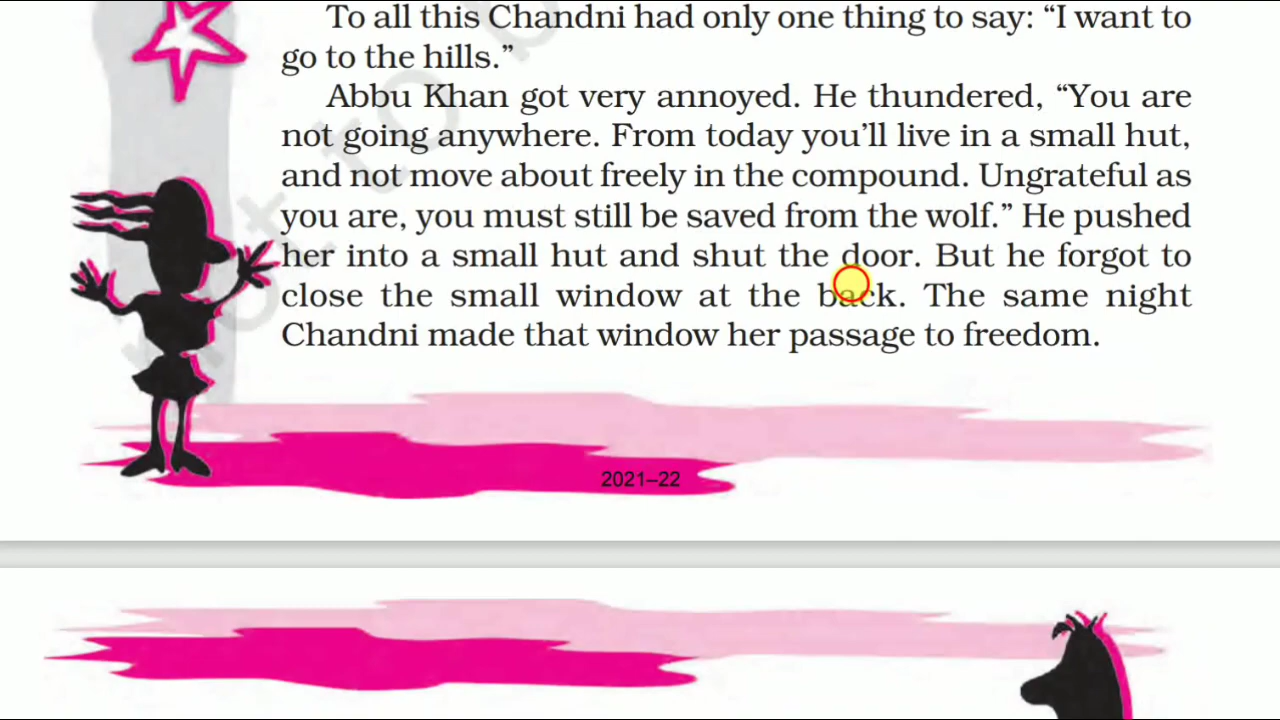 To all this Chandni had only one thing to say: “I want to
go to the hills.”
Abbu Khan got very annoyed. He thundered, “You are
not going anywhere. From today you’ll live in a small hut,
and not move about freely in the compound. Ungrateful as
you are, you must still be saved from the wolf.” He pushed
her into a small hut and shut the door. But he forgot to
close the small window at the back. The same night
Chandni made that window her passage to freedom.
2021–22